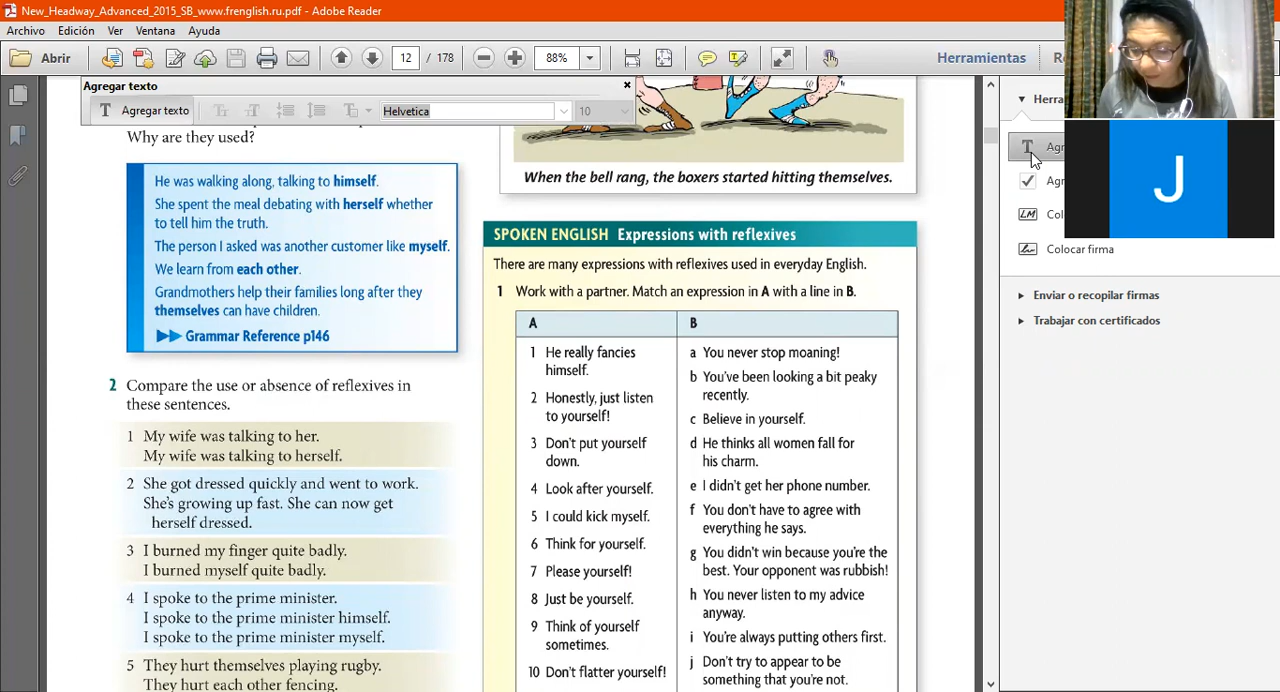 New_Headway_Advanced_2015_SB_www.frenglish.ru.pdf - Adobe Reader
Archivo Edición Ver Ventana Ayuda
Abrir 12 / 178 88% Herramientas
Agregar texto
T Agregar texto Helvetica 10
Why are they used?
He was walking along, talking to himself.
She spent the meal debating with herself whether
to tell him the truth.
The person I asked was another customer like myself.
We learn from each other.
Grandmothers help their families long after they
themselves can have children.
Grammar Reference p146
2 Compare the use or absence of reflexives in
these sentences.
1 My wife was talking to her.
My wife was talking to herself.
2 She got dressed quickly and went to work.
She's growing up fast. She can now get
herself dressed.
3 I burned my finger quite badly.
I burned myself quite badly.
4 I spoke to the prime minister.
I spoke to the prime minister himself.
I spoke to the prime minister myself.
5 They hurt themselves playing rugby.
They hurt each other fencing.
When the bell rang, the boxers started hitting themselves.
SPOKEN ENGLISH Expressions with reflexives
There are many expressions with reflexives used in everyday English.
1 Work with a partner. Match an expression in A with a line in B.
A
1 He really fancies
himself.
2 Honestly, just listen
to yourself!
3 Don't put yourself
down.
4 Look after yourself.
5 I could kick myself.
6 Think for yourself.
7 Please yourself!
8 Just be yourself.
9 Think of yourself
sometimes.
10 Don't flatter yourself!
B
a You never stop moaning!
b You've been looking a bit peaky
recently.
c Believe in yourself.
d He thinks all women fall for
his charm.
e I didn't get her phone number.
f You don't have to agree with
everything he says.
g You didn't win because you're the
best. Your opponent was rubbish!
h You never listen to my advice
anyway.
i You're always putting others first.
j Don't try to appear to be
something that you're not.
Herra
T Agr
Agr
LM Col
Colocar firma
Enviar o recopilar firmas
Trabajar con certificados
J